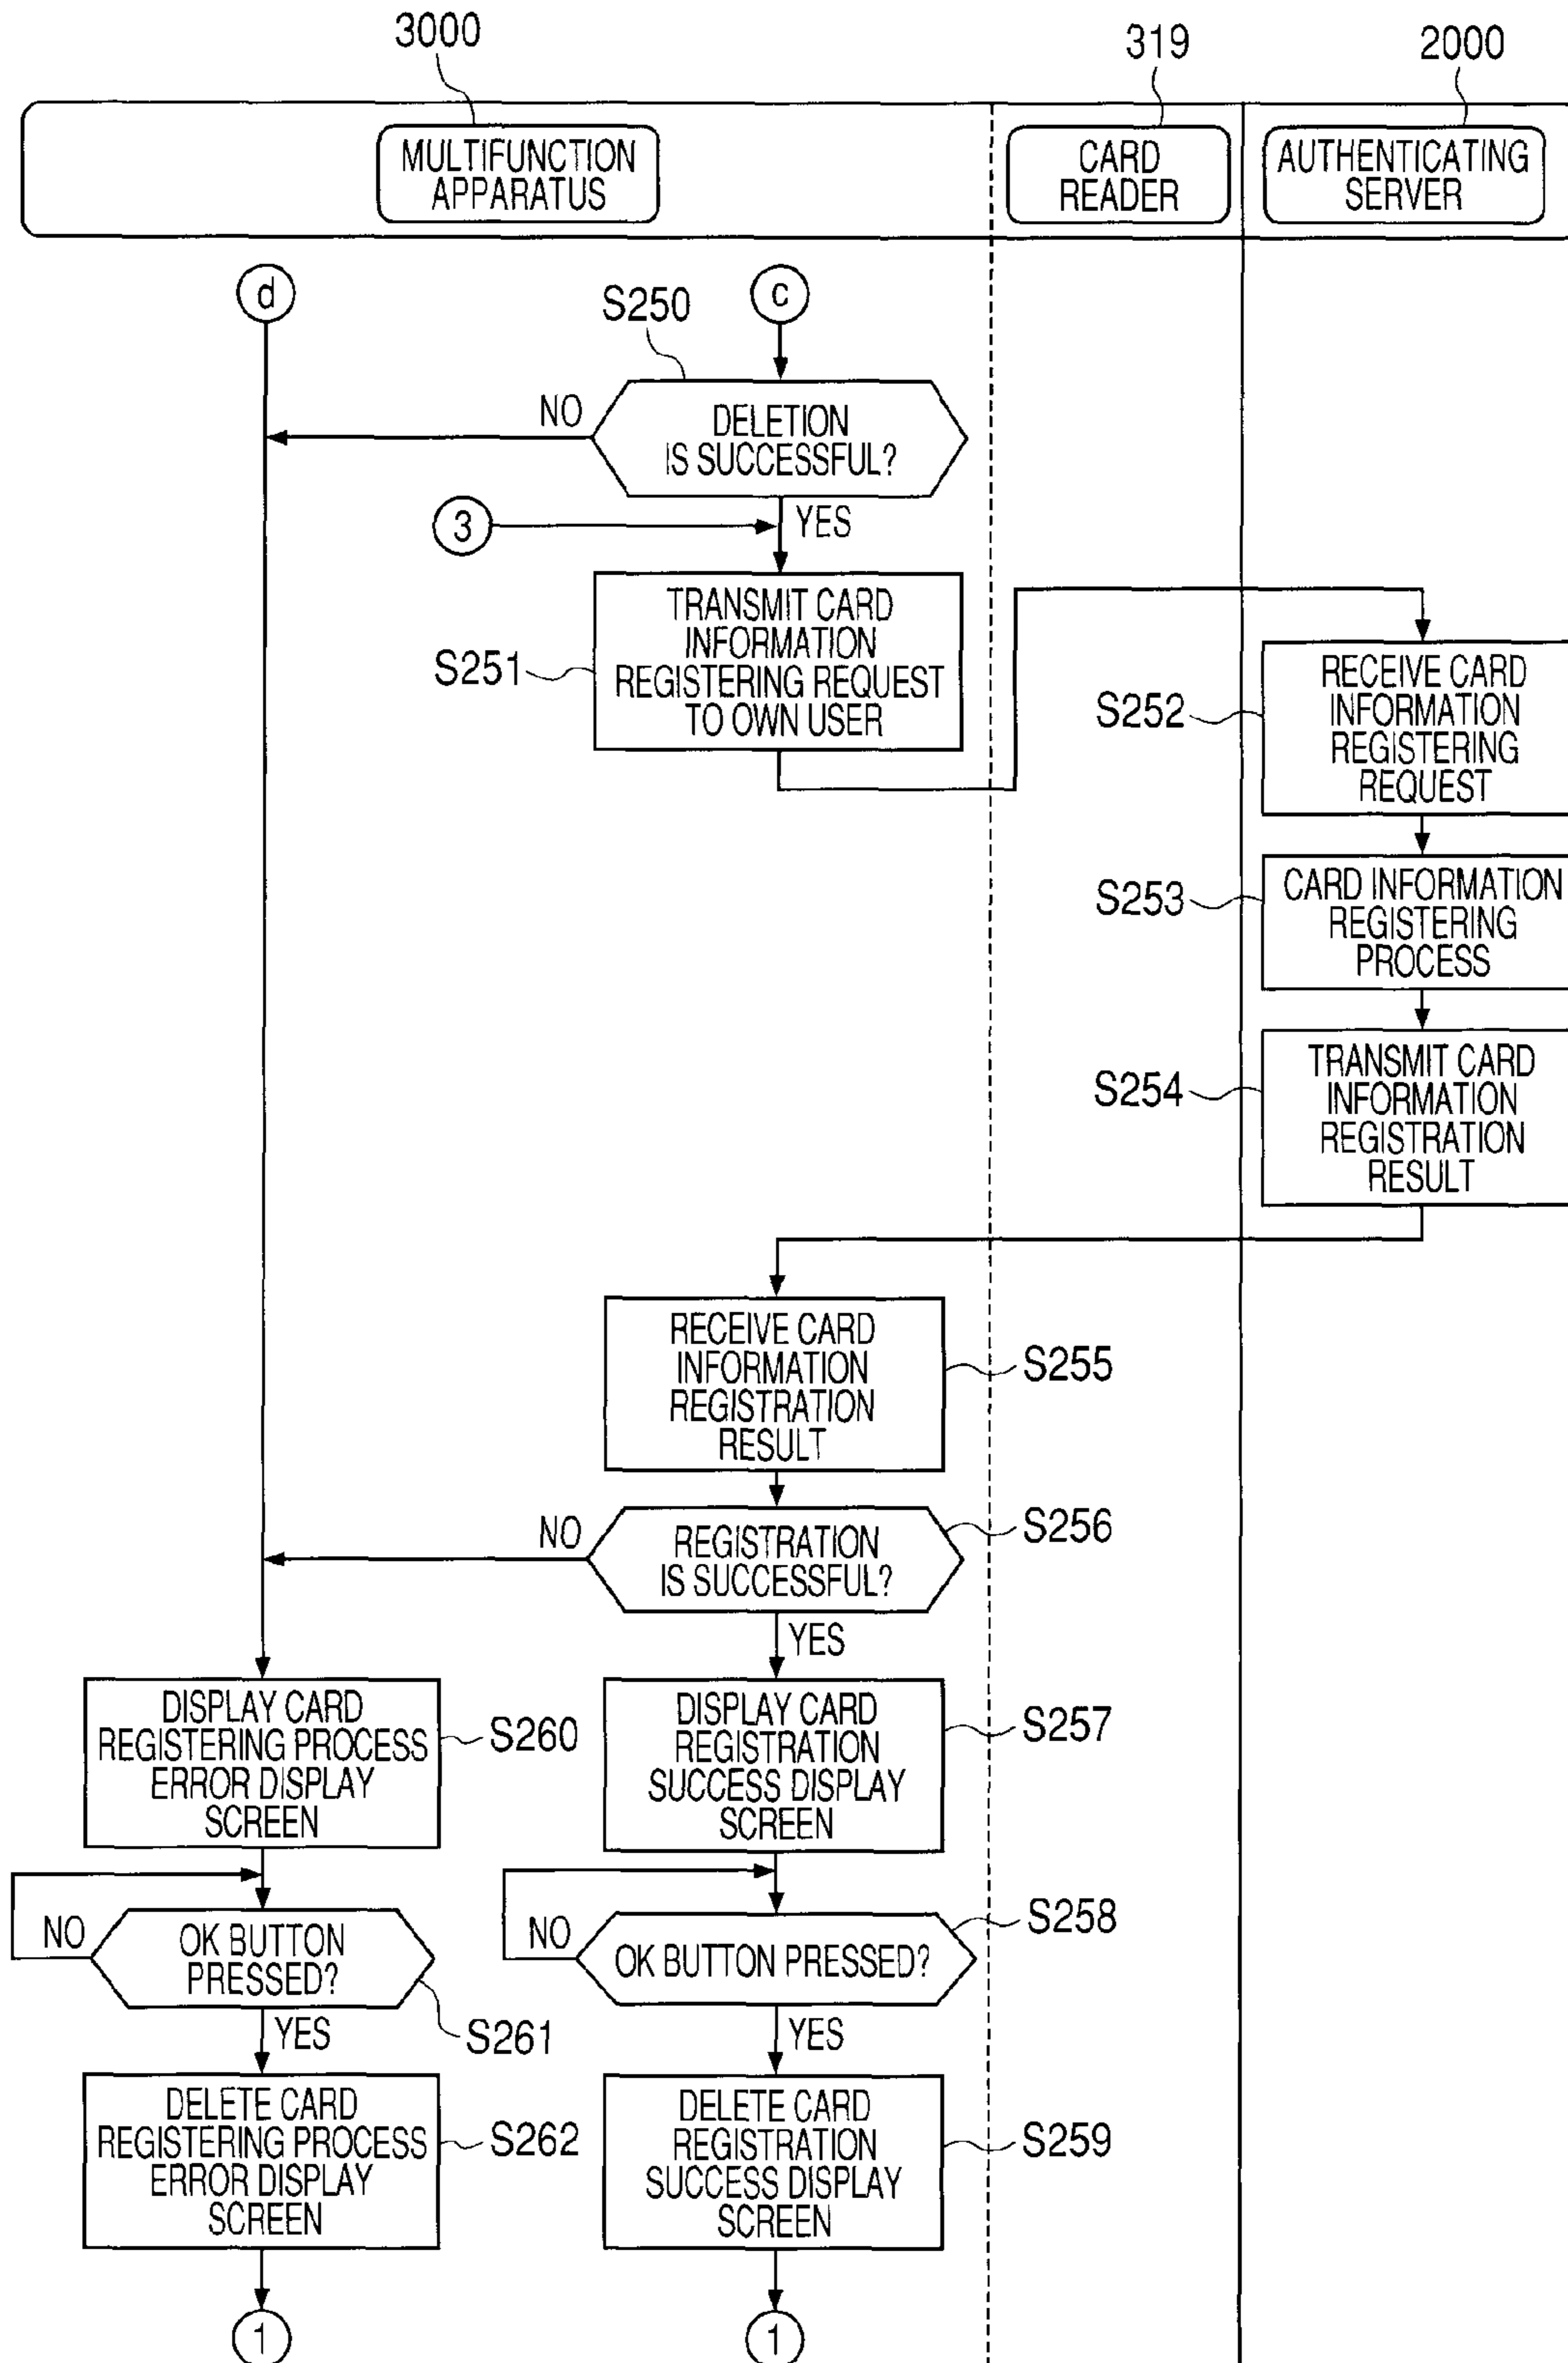 3000
319
2000
MULTIFUNCTION
APPARATUS
CARD
READER
AUTHENTICATING
SERVER
d
S250
c
NO
DELETION
IS SUCCESSFUL?
3
YES
TRANSMIT CARD
INFORMATION
REGISTERING REQUEST
TO OWN USER
S251
S252
RECEIVE CARD
INFORMATION
REGISTERING
REQUEST
S253
CARD INFORMATION
REGISTERING
PROCESS
S254
TRANSMIT CARD
INFORMATION
REGISTRATION
RESULT
RECEIVE CARD
INFORMATION
REGISTRATION
RESULT
S255
NO
REGISTRATION
IS SUCCESSFUL?
S256
YES
DISPLAY CARD
REGISTERING PROCESS
ERROR DISPLAY
SCREEN
S260
DISPLAY CARD
REGISTRATION
SUCCESS DISPLAY
SCREEN
S257
NO
OK BUTTON
PRESSED?
S261
YES
NO
OK BUTTON PRESSED?
S258
YES
DELETE CARD
REGISTERING PROCESS
ERROR DISPLAY
SCREEN
S262
DELETE CARD
REGISTRATION
SUCCESS DISPLAY
SCREEN
S259
1
1